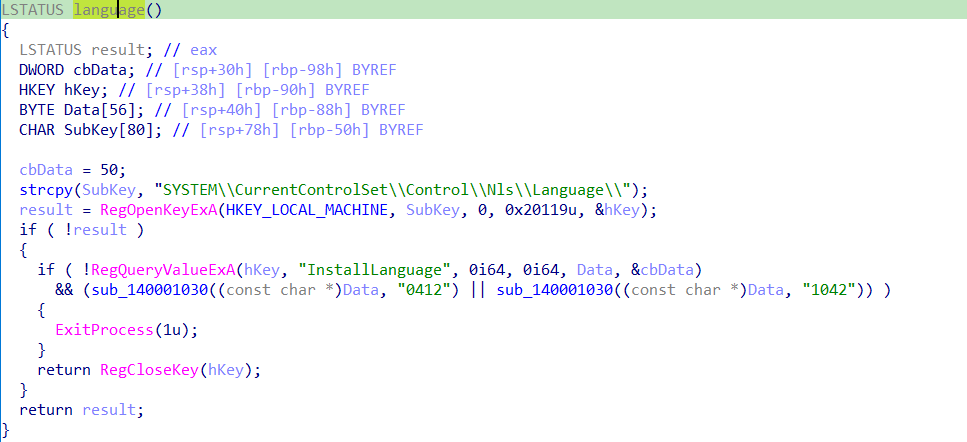 LSTATUS language()
{
  LSTATUS result; // eax
  DWORD cbData; // [rsp+30h] [rbp-98h] BYREF
  HKEY hKey; // [rsp+38h] [rbp-90h] BYREF
  BYTE Data[56]; // [rsp+40h] [rbp-88h] BYREF
  CHAR SubKey[80]; // [rsp+78h] [rbp-50h] BYREF

  cbData = 50;
  strcpy(SubKey, "SYSTEM\\CurrentControlSet\\Control\\Nls\\Language\\");
  result = RegOpenKeyExA(HKEY_LOCAL_MACHINE, SubKey, 0, 0x20119u, &hKey);
  if ( !result )
  {
    if ( !RegQueryValueExA(hKey, "InstallLanguage", 0i64, 0i64, Data, &cbData)
      && (sub_140001030((const char *)Data, "0412") || sub_140001030((const char *)Data, "1042")) )
    {
      ExitProcess(1u);
    }
    return RegCloseKey(hKey);
  }
  return result;
}